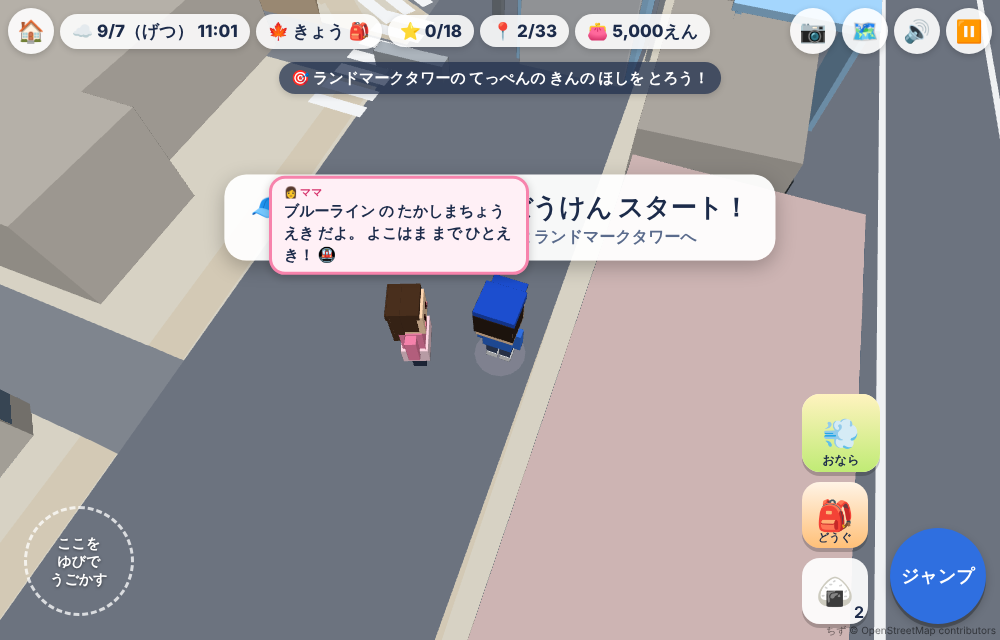 9/7（げつ） 11:01
きょう
0/18
2/33
5,000えん
ランドマークタワーの てっぺんの きんの ほしを とろう！
うけん スタート！
ランドマークタワーへ
ママ
ブルーライン の たかしまちょう
えき だよ。 よこはま まで ひとえ
き！
おなら
どうぐ
2
ここを
ゆびで
うごかす
ジャンプ
ちず © OpenStreetMap contributors